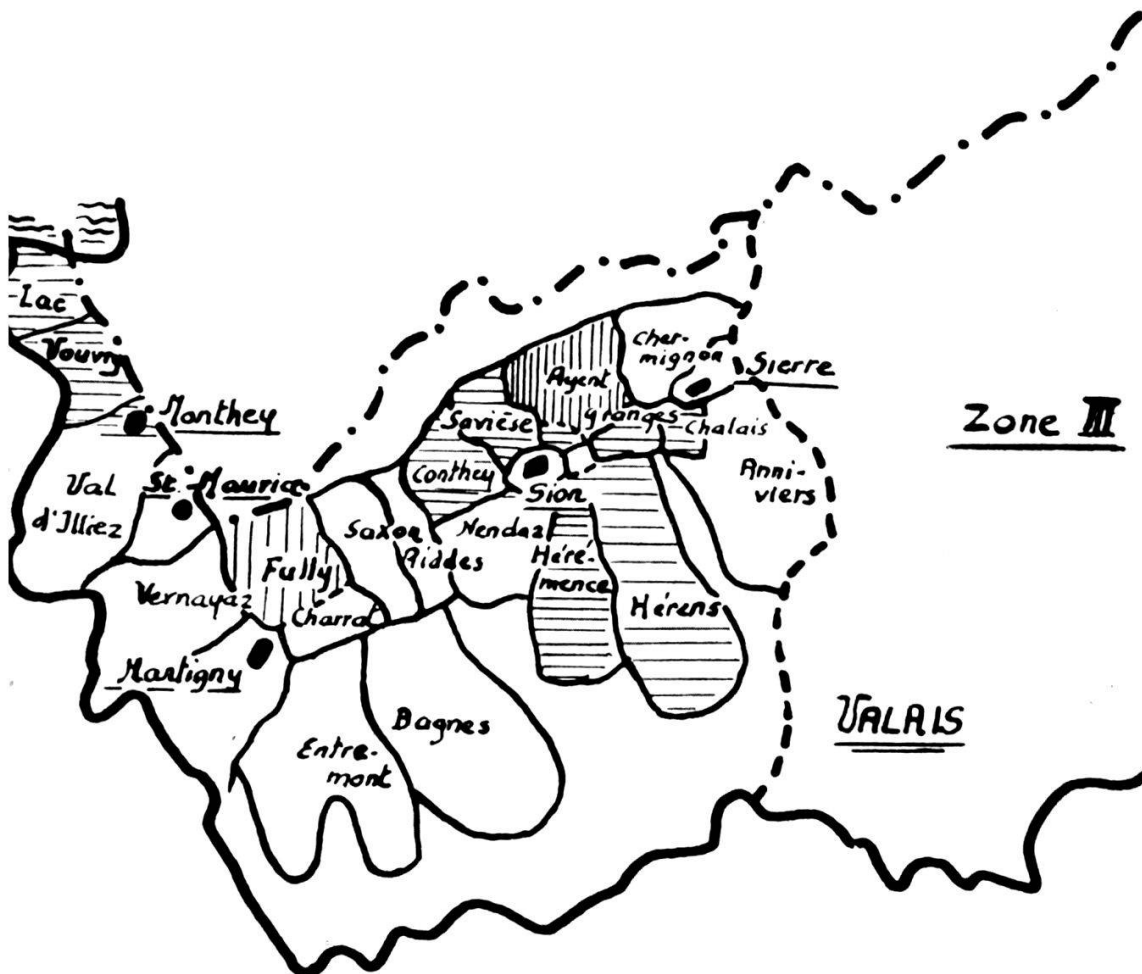 Lac
Vouvry
Monthey
Val
d'Illiez
St. Maurice
Vernayaz
Martigny
Fully
Charrat
Saxon
Riddes
Entre-
mont
Bagnes
Conthey
Savièse
Ayent
Cher-
mignon
Sierre
Granges
Chalais
Sion
Nendaz
Héré-
mence
Hérens
Anni-
viers
Zone III
VALAIS